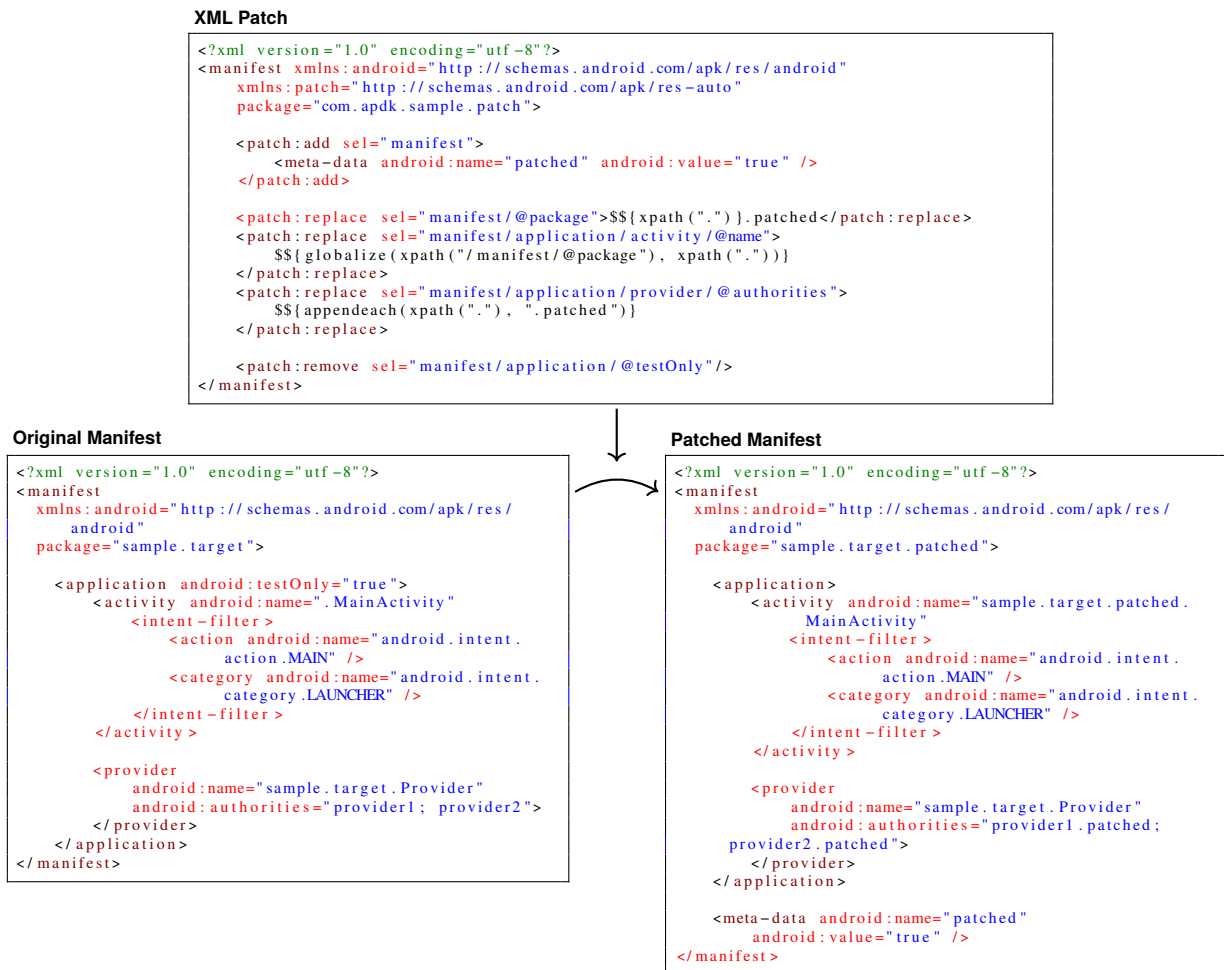 XML Patch
<?xml version="1.0" encoding="utf-8"?>
<manifest xmlns:android="http://schemas.android.com/apk/res/android"
    xmlns:patch="http://schemas.android.com/apk/res-auto"
    package="com.apdk.sample.patch">

    <patch:add sel="manifest">
        <meta-data android:name="patched" android:value="true" />
    </patch:add>

    <patch:replace sel="manifest/@package">$${xpath(".")}.patched</patch:replace>
    <patch:replace sel="manifest/application/activity/@name">
        $${globalize(xpath("/manifest/@package"), xpath("."))}
    </patch:replace>
    <patch:replace sel="manifest/application/provider/@authorities">
        $${appendeach(xpath("."), ".patched")}
    </patch:replace>

    <patch:remove sel="manifest/application/@testOnly"/>
</manifest>
Original Manifest
<?xml version="1.0" encoding="utf-8"?>
<manifest
  xmlns:android="http://schemas.android.com/apk/res/
      android"
  package="sample.target">

    <application android:testOnly="true">
        <activity android:name=".MainActivity"
            <intent-filter>
                <action android:name="android.intent.
                      action.MAIN" />
                <category android:name="android.intent.
                      category.LAUNCHER" />
            </intent-filter>
        </activity>

        <provider
            android:name="sample.target.Provider"
            android:authorities="provider1; provider2">
        </provider>
    </application>
</manifest>
Patched Manifest
<?xml version="1.0" encoding="utf-8"?>
<manifest
  xmlns:android="http://schemas.android.com/apk/res/
      android"
  package="sample.target.patched">

    <application>
        <activity android:name="sample.target.patched.
              MainActivity"
            <intent-filter>
                <action android:name="android.intent.
                      action.MAIN" />
                <category android:name="android.intent.
                      category.LAUNCHER" />
            </intent-filter>
        </activity>

        <provider
            android:name="sample.target.Provider"
            android:authorities="provider1.patched;
      provider2.patched">
        </provider>
    </application>

    <meta-data android:name="patched"
        android:value="true" />
</manifest>